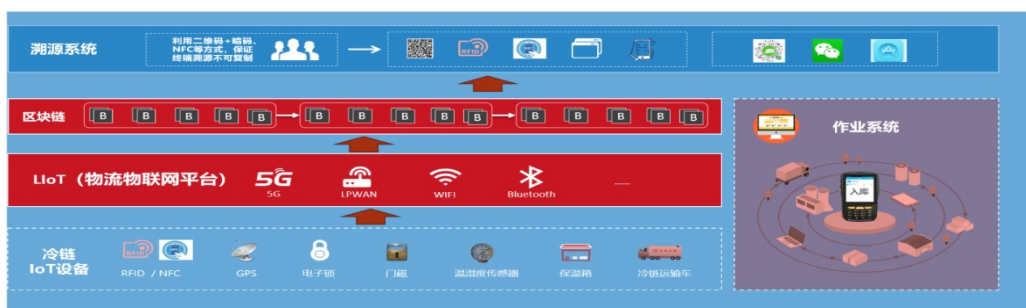 溯源系统
利用二维码+暗码、
NFC等方式，保证
终端溯源不可复制
RFID
NFC
区块链
B B B B B B B B B B B B B B B
作业系统
LIoT（物流物联网平台）
5G
5G LPWAN WIFI Bluetooth ……
入库
冷链
IoT设备
RFID
RFID / NFC GPS 电子锁 门磁 温湿度传感器 保温箱 冷链运输车